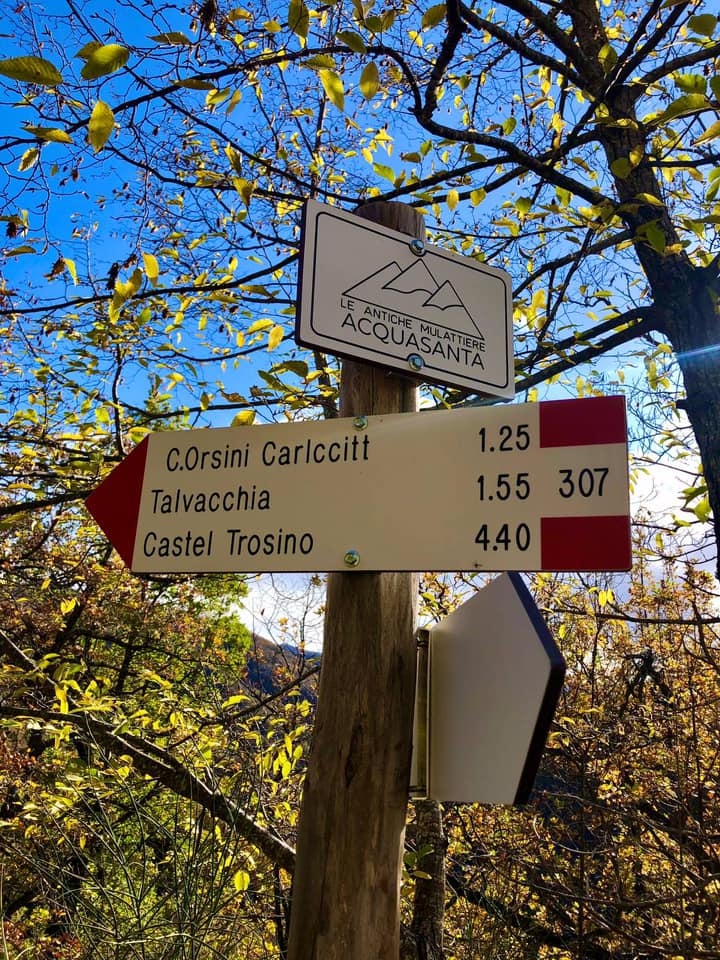 LE ANTICHE MULATTIERE
ACQUASANTA
C.Orsini Carlccitt 1.25
Talvacchia 1.55 307
Castel Trosino 4.40